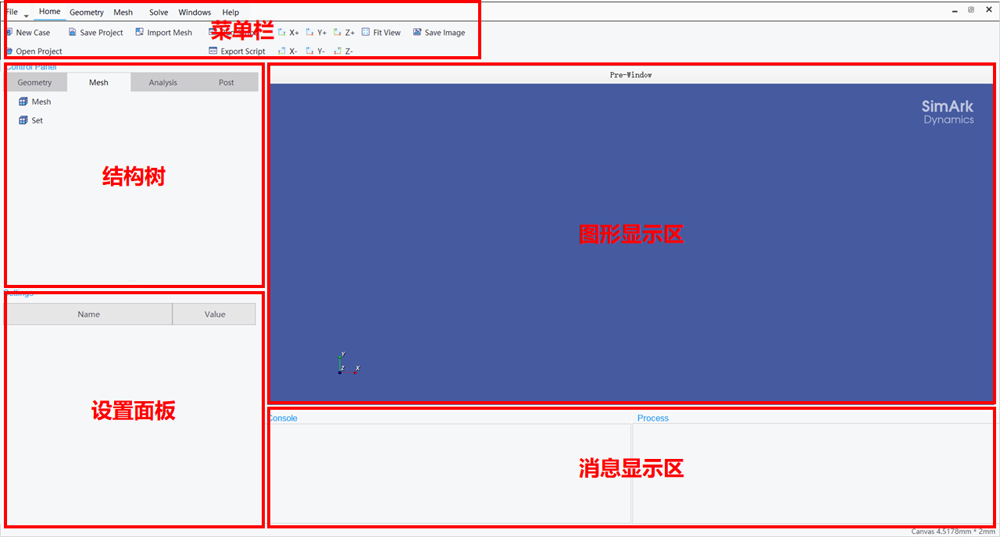 File Home Geometry Mesh Solve Windows Help
New Case Save Project Import Mesh X+ Y+ Z+ Fit View Save Image
菜单栏
Open Project Export Script X- Y- Z-
Control Panel
Geometry Mesh Analysis Post
Mesh
Set
结构树
Settings
Name Value
设置面板
Pre-Window
SimArk
Dynamics
图形显示区
Y
Z X
Console Process
消息显示区
Canvas 4.5178mm * 2mm